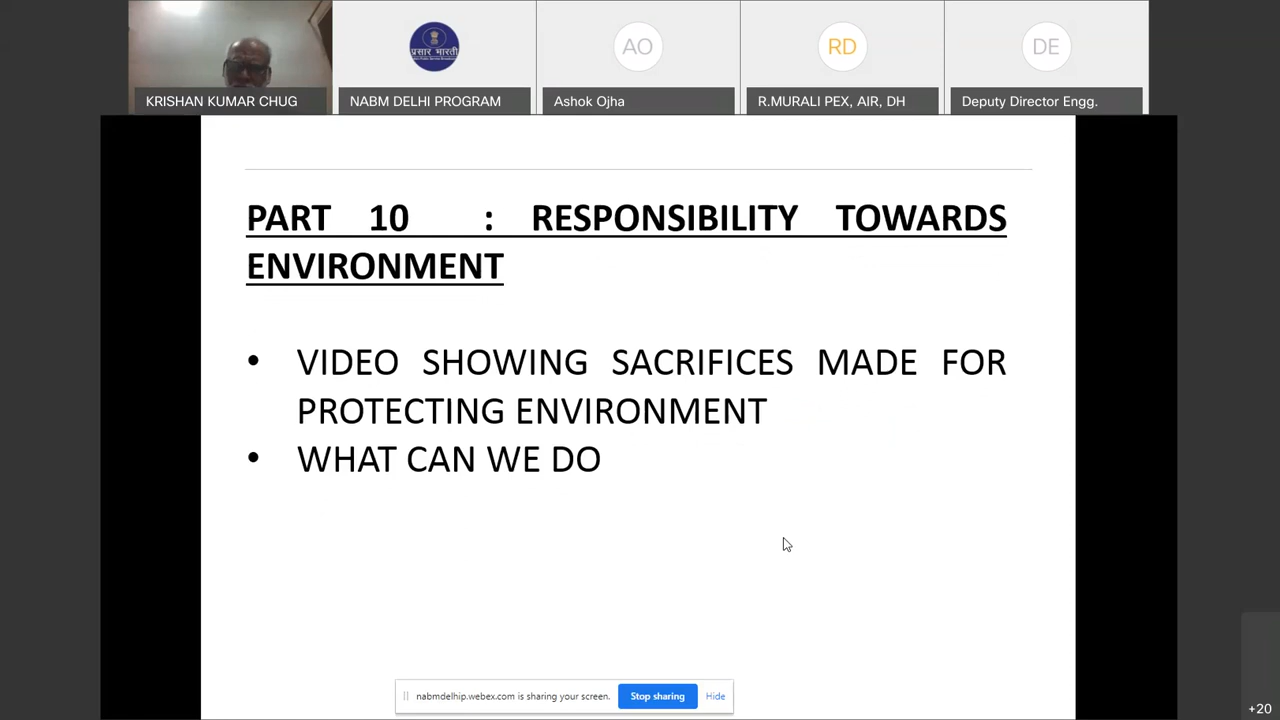 AO
RD
DE
प्रसार भारती
KRISHAN KUMAR CHUG
NABM DELHI PROGRAM
Ashok Ojha
R.MURALI PEX, AIR, DH
Deputy Director Engg.
PART 10 : RESPONSIBILITY TOWARDS
ENVIRONMENT
• VIDEO SHOWING SACRIFICES MADE FOR
PROTECTING ENVIRONMENT
• WHAT CAN WE DO
nabmdelhip.webex.com is sharing your screen.
Stop sharing
Hide
+20